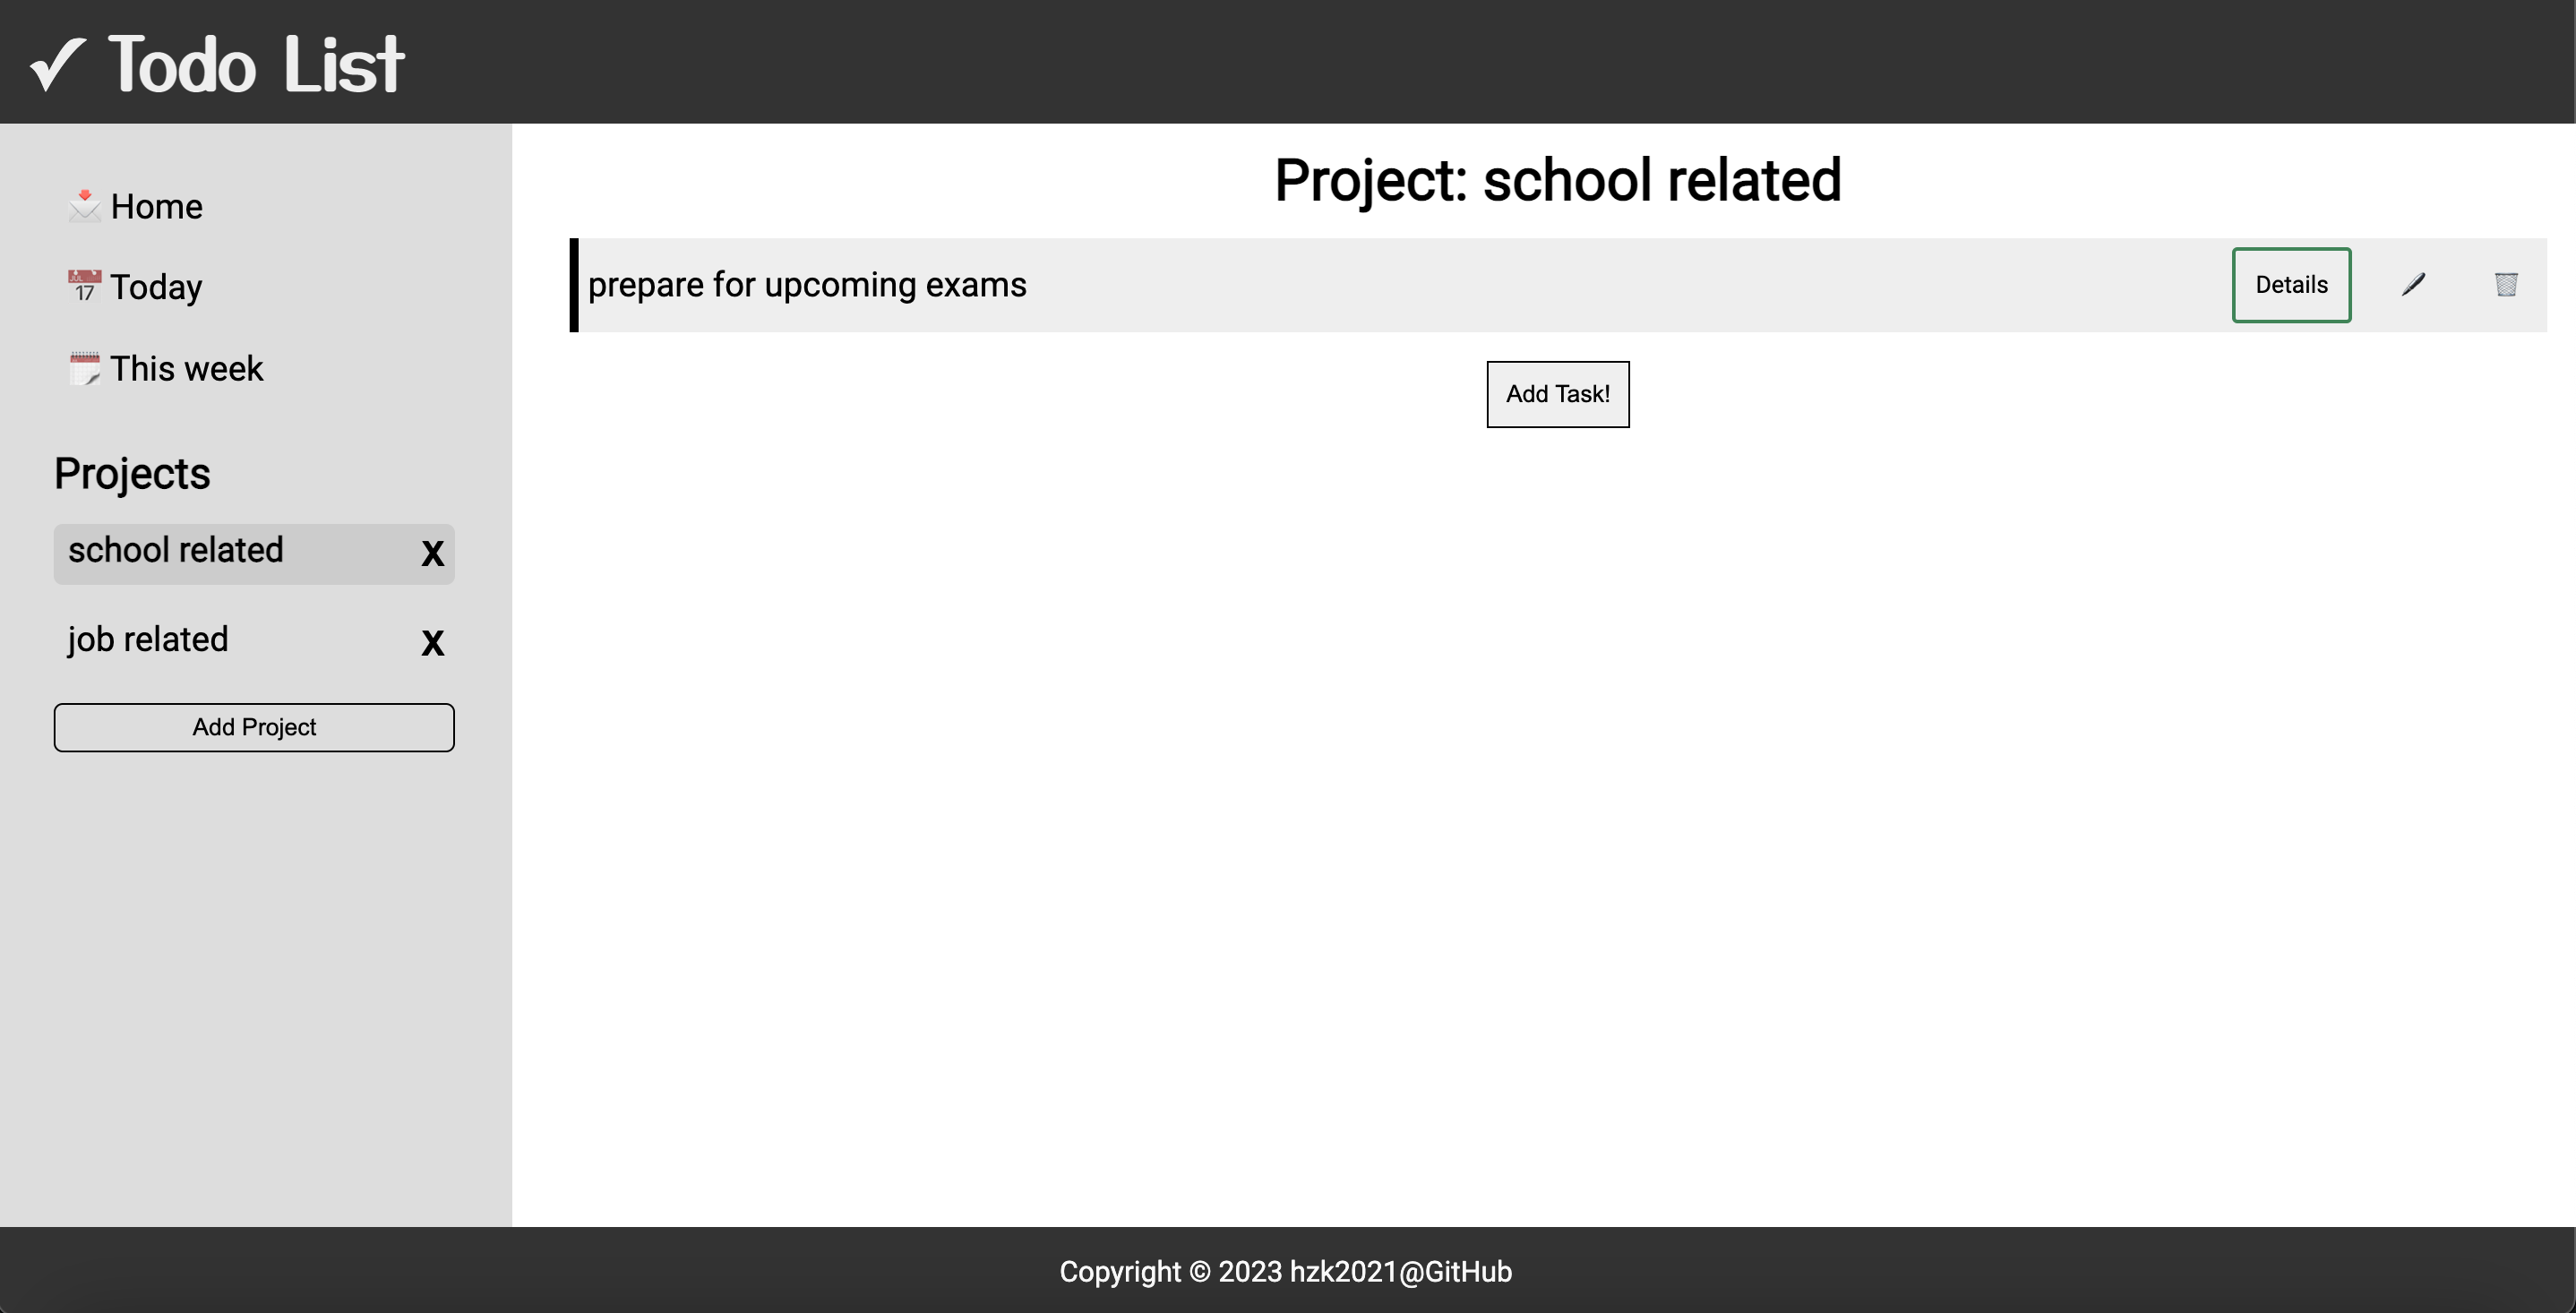 ✓ Todo List
Home
17 Today
This week
Projects
school related X
job related X
Add Project
Project: school related
prepare for upcoming exams Details
Add Task!
Copyright © 2023 hzk2021@GitHub